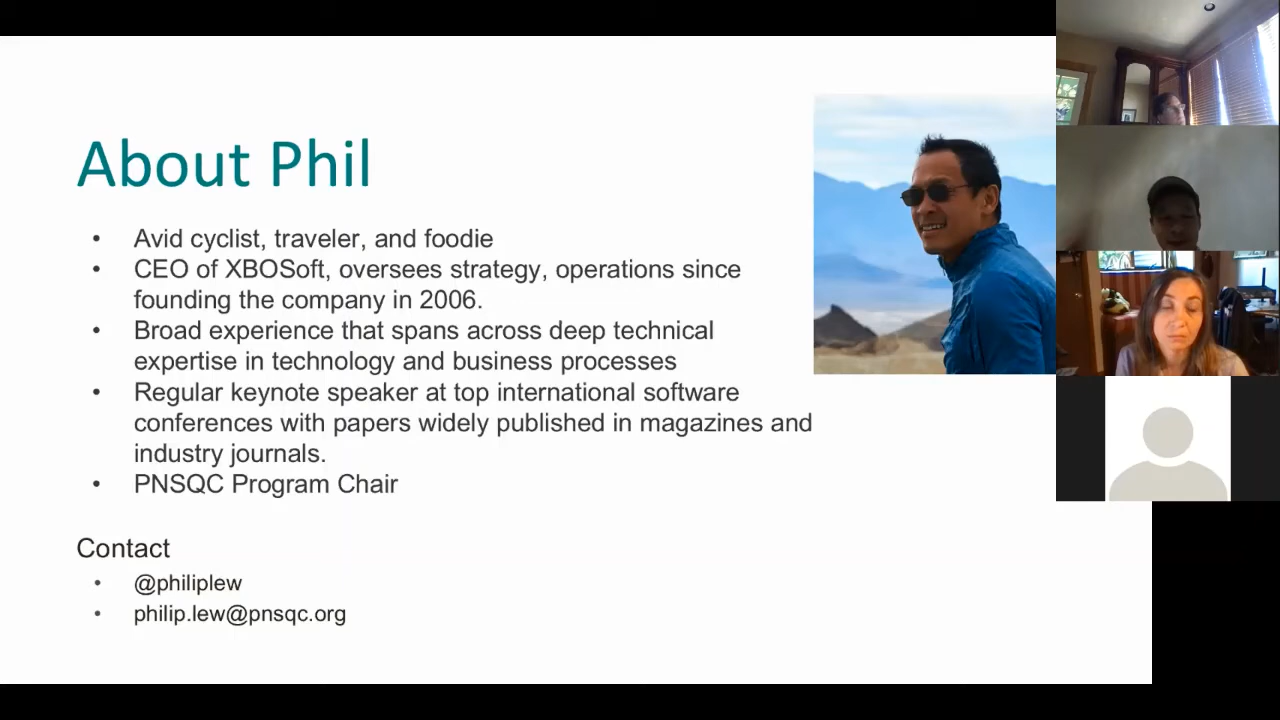 About Phil
• Avid cyclist, traveler, and foodie
• CEO of XBOSoft, oversees strategy, operations since
founding the company in 2006.
• Broad experience that spans across deep technical
expertise in technology and business processes
• Regular keynote speaker at top international software
conferences with papers widely published in magazines and
industry journals.
• PNSQC Program Chair
Contact
• @philiplew
• philip.lew@pnsqc.org